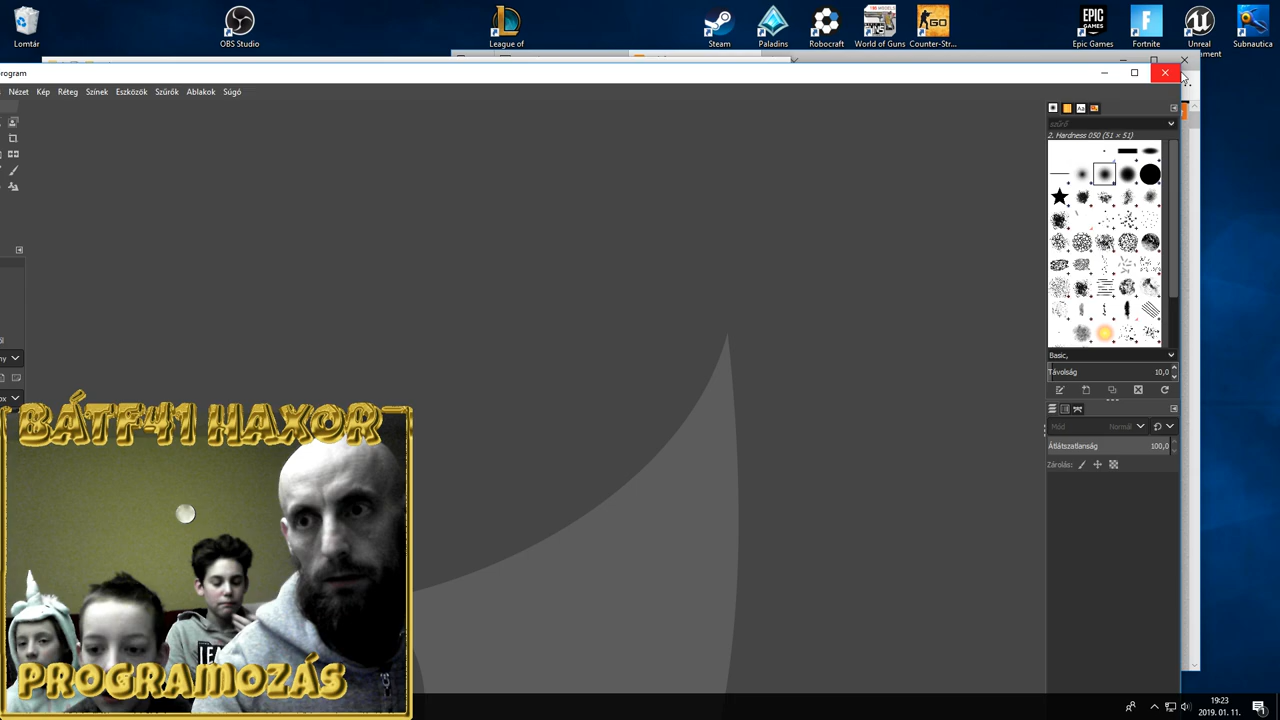 Lomtár
OBS Studio
League of
Steam
Paladins
Robocraft
World of Guns
Counter-Str...
Epic Games
Fortnite
Unreal
Subnautica
rogram
Nézet Kép Réteg Színek Eszközök Szűrők Ablakok Súgó
szűrő
2. Hardness 050 (51 × 51)
Basic,
Távolság 10,0
Mód Normál
Átlátszatlanság 100,0
Zárolás:
BÁTF41 HAXOR
PROGRAMOZÁS
19:23
2019. 01. 11.